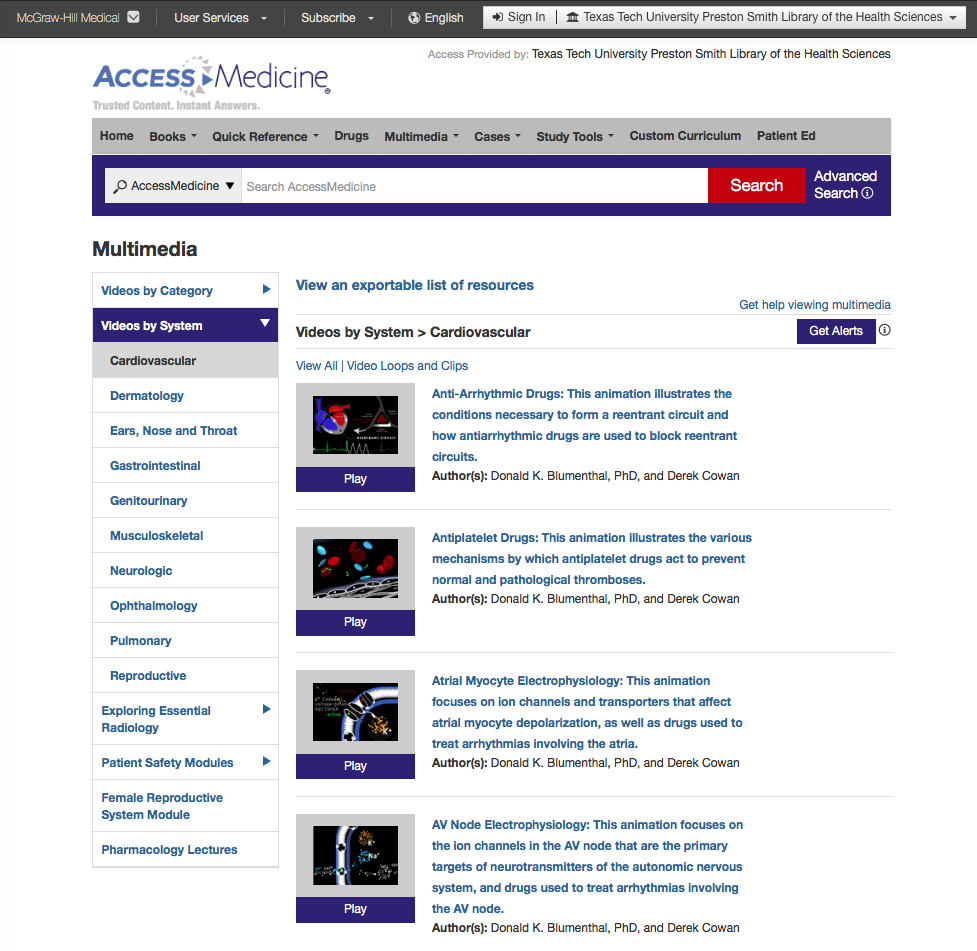 McGraw-Hill Medical User Services Subscribe English Sign In Texas Tech University Preston Smith Library of the Health Sciences
Access Provided by: Texas Tech University Preston Smith Library of the Health Sciences
ACCESS Medicine
Trusted Content. Instant Answers.
Home Books Quick Reference Drugs Multimedia Cases Study Tools Custom Curriculum Patient Ed
AccessMedicine Search AccessMedicine Search Advanced
Search
Multimedia
Videos by Category
Videos by System
Cardiovascular
Dermatology
Ears, Nose and Throat
Gastrointestinal
Genitourinary
Musculoskeletal
Neurologic
Ophthalmology
Pulmonary
Reproductive
Exploring Essential
Radiology
Patient Safety Modules
Female Reproductive
System Module
Pharmacology Lectures
View an exportable list of resources
Get help viewing multimedia
Videos by System > Cardiovascular
Get Alerts
View All | Video Loops and Clips
REENTRANT CIRCUIT
Play
Anti-Arrhythmic Drugs: This animation illustrates the
conditions necessary to form a reentrant circuit and
how antiarrhythmic drugs are used to block reentrant
circuits.
Author(s): Donald K. Blumenthal, PhD, and Derek Cowan
Play
Antiplatelet Drugs: This animation illustrates the various
mechanisms by which antiplatelet drugs act to prevent
normal and pathological thromboses.
Author(s): Donald K. Blumenthal, PhD, and Derek Cowan
Play
Atrial Myocyte Electrophysiology: This animation
focuses on ion channels and transporters that affect
atrial myocyte depolarization, as well as drugs used to
treat arrhythmias involving the atria.
Author(s): Donald K. Blumenthal, PhD, and Derek Cowan
K+
Na+
Play
AV Node Electrophysiology: This animation focuses on
the ion channels in the AV node that are the primary
targets of neurotransmitters of the autonomic nervous
system, and drugs used to treat arrhythmias involving
the AV node.
Author(s): Donald K. Blumenthal, PhD, and Derek Cowan